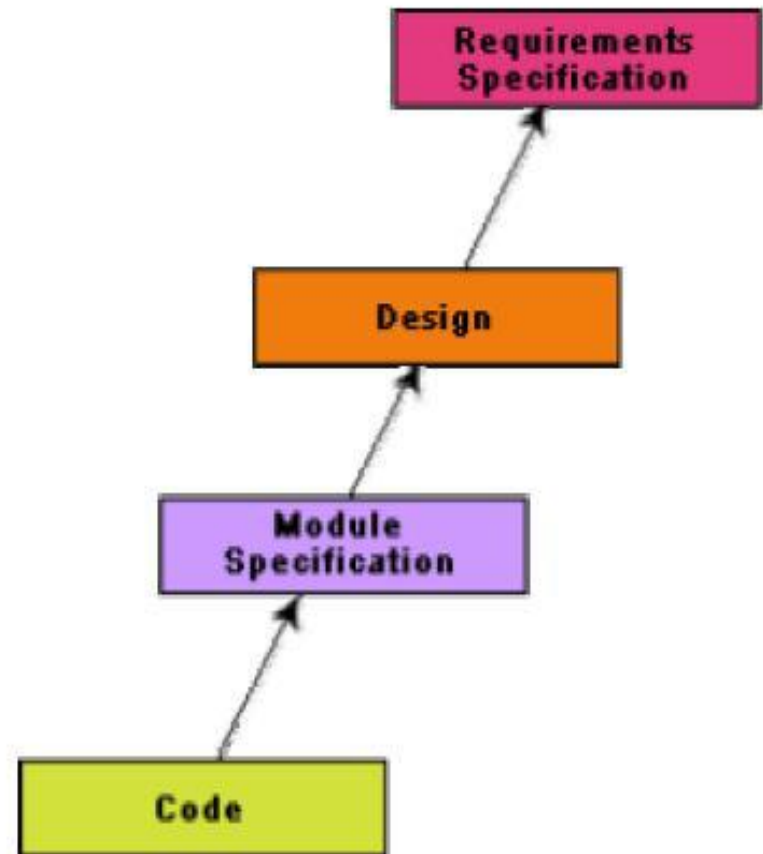 Requirements
Specification
Design
Module
Specification
Code